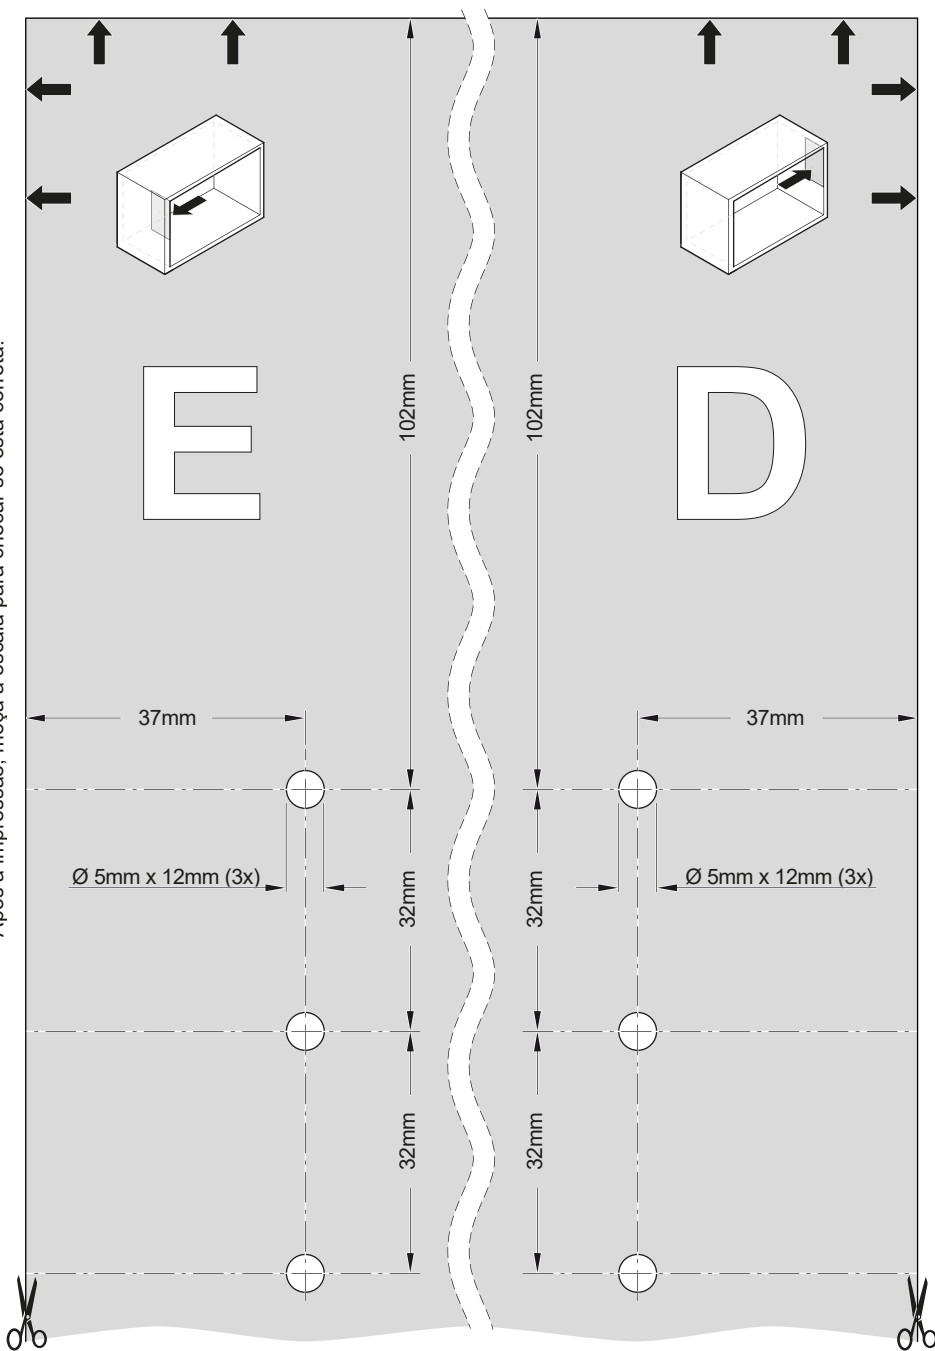 Após a impressão, meça a escala para checar se está correta.
E
D
102mm
102mm
37mm
37mm
Ø 5mm x 12mm (3x)
Ø 5mm x 12mm (3x)
32mm
32mm
32mm
32mm